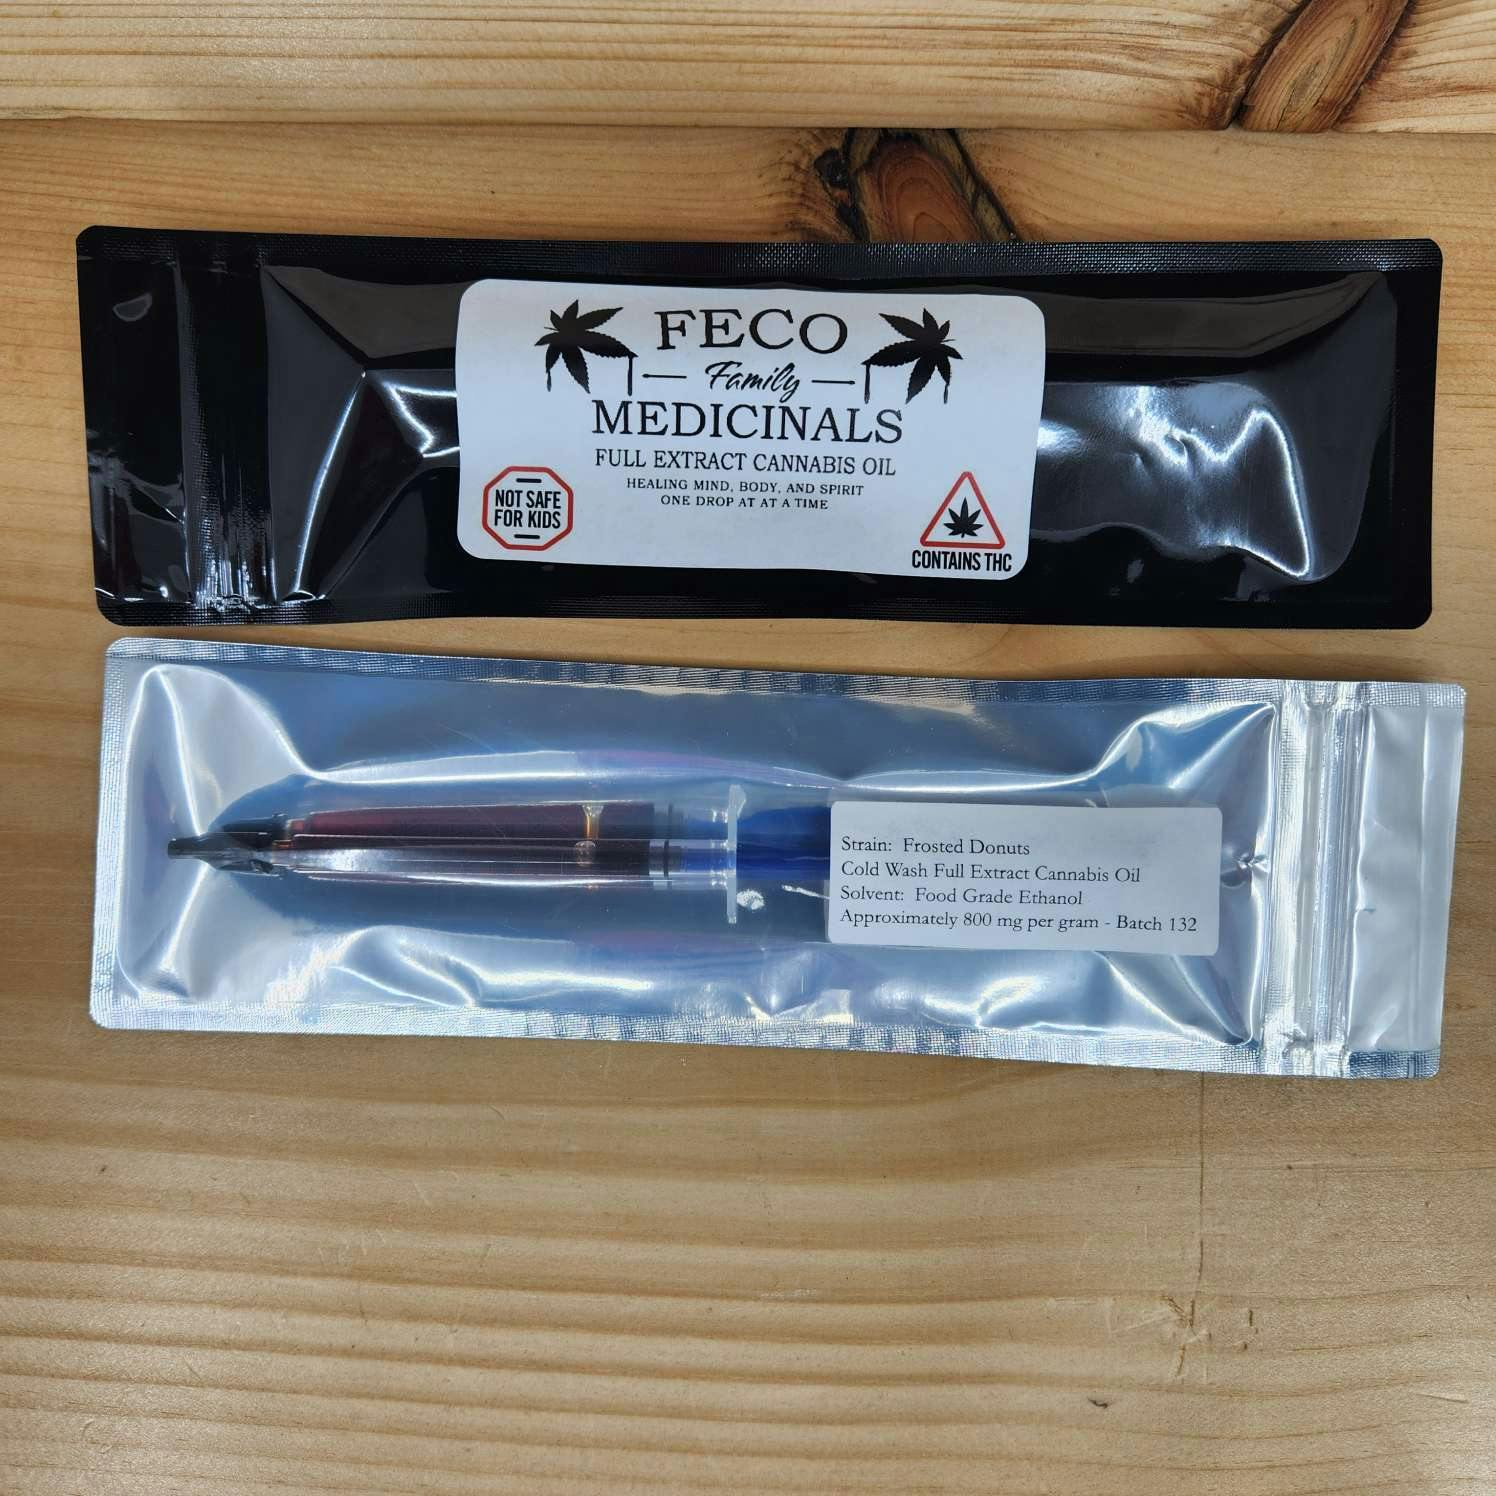 FECO
Family
MEDICINALS
FULL EXTRACT CANNABIS OIL
HEALING MIND, BODY, AND SPIRIT
ONE DROP AT AT A TIME
NOT SAFE
FOR KIDS
CONTAINS THC
Strain: Frosted Donuts
Cold Wash Full Extract Cannabis Oil
Solvent: Food Grade Ethanol
Approximately 800 mg per gram - Batch 132